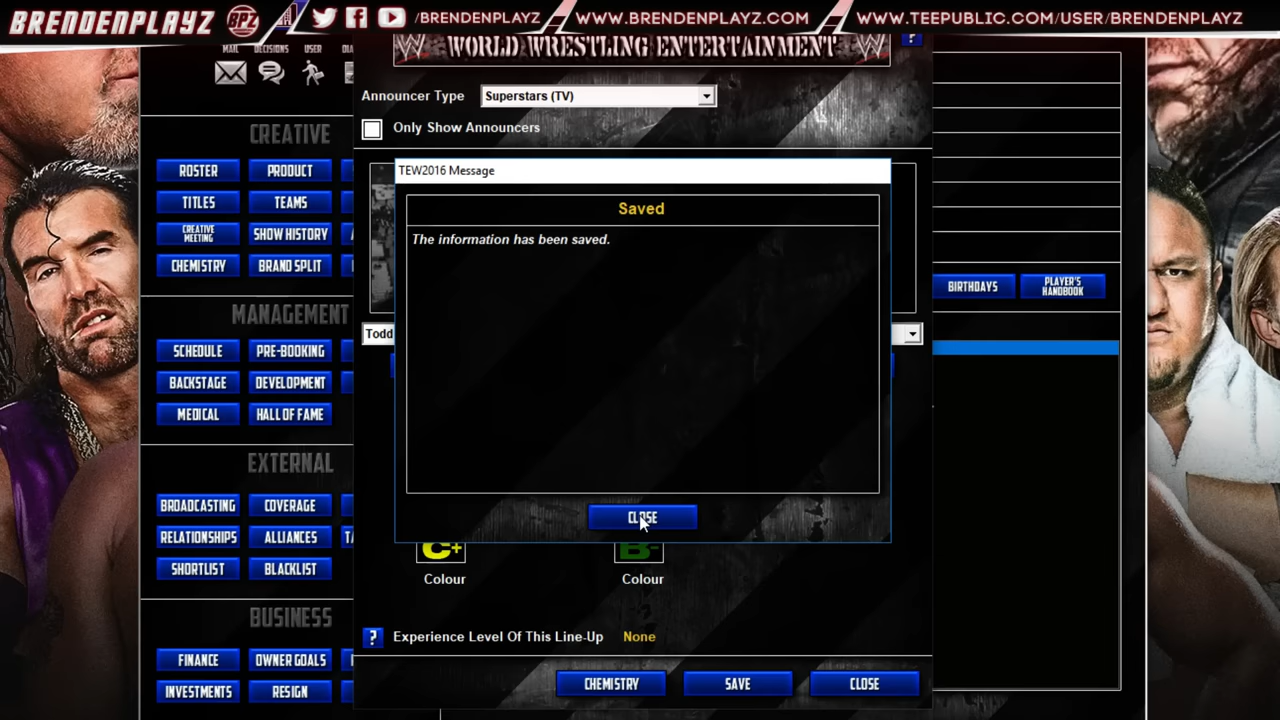 BRENDENPLAYZ BPZ /BRENDENPLAYZ WWW.BRENDENPLAYZ.COM WWW.TEEPUBLIC.COM/USER/BRENDENPLAYZ
WORLD WRESTLING ENTERTAINMENT ?
MAIL DECISIONS USER
Announcer Type Superstars (TV)
Only Show Announcers
CREATIVE
ROSTER PRODUCT
TITLES TEAMS
CREATIVE MEETING SHOW HISTORY
CHEMISTRY BRAND SPLIT
TEW2016 Message
Saved
The information has been saved.
CLOSE
BIRTHDAYS PLAYER'S HANDBOOK
MANAGEMENT
Todd
SCHEDULE PRE-BOOKING
BACKSTAGE DEVELOPMENT
MEDICAL HALL OF FAME
EXTERNAL
BROADCASTING COVERAGE
RELATIONSHIPS ALLIANCES
SHORTLIST BLACKLIST
C+ B-
Colour Colour
BUSINESS
? Experience Level Of This Line-Up None
FINANCE OWNER GOALS
INVESTMENTS RESIGN
CHEMISTRY SAVE CLOSE